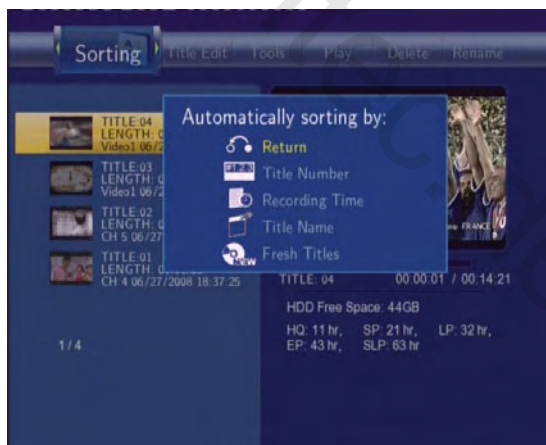 Sorting Title Edit Tools Play Delete Rename
Automatically sorting by:
Return
Title Number
Recording Time
Title Name
Fresh Titles
TITLE:04
LENGTH: 0
Video1 06/2
TITLE:03
LENGTH: 0
Video1 06/2
TITLE:02
LENGTH: 0
CH 5 06/27
TITLE:01
LENGTH:
CH 4 06/27/2008 18:37:25
1 / 4
FRANCE
TITLE: 04 00:00:01 / 00:14:21
HDD Free Space: 44GB
HQ: 11 hr, SP: 21 hr, LP: 32 hr,
EP: 43 hr, SLP: 63 hr